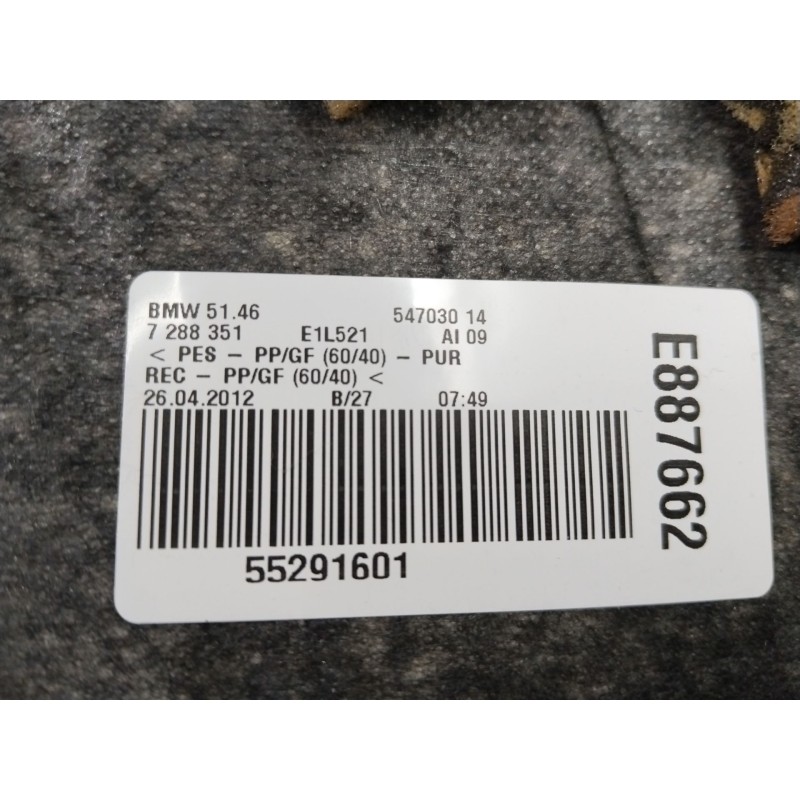 BMW 51.46 547030 14
7 288 351 E1L521 AI 09
< PES - PP/GF (60/40) - PUR
REC - PP/GF (60/40) <
26.04.2012 B/27 07:49
55291601
E887662